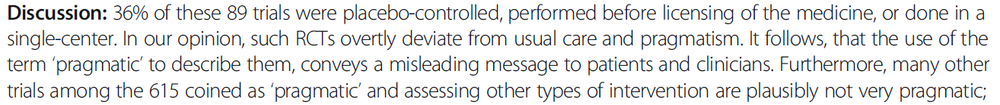 Discussion: 36% of these 89 trials were placebo-controlled, performed before licensing of the medicine, or done in a
single-center. In our opinion, such RCTs overtly deviate from usual care and pragmatism. It follows, that the use of the
term ‘pragmatic’ to describe them, conveys a misleading message to patients and clinicians. Furthermore, many other
trials among the 615 coined as ‘pragmatic’ and assessing other types of intervention are plausibly not very pragmatic;